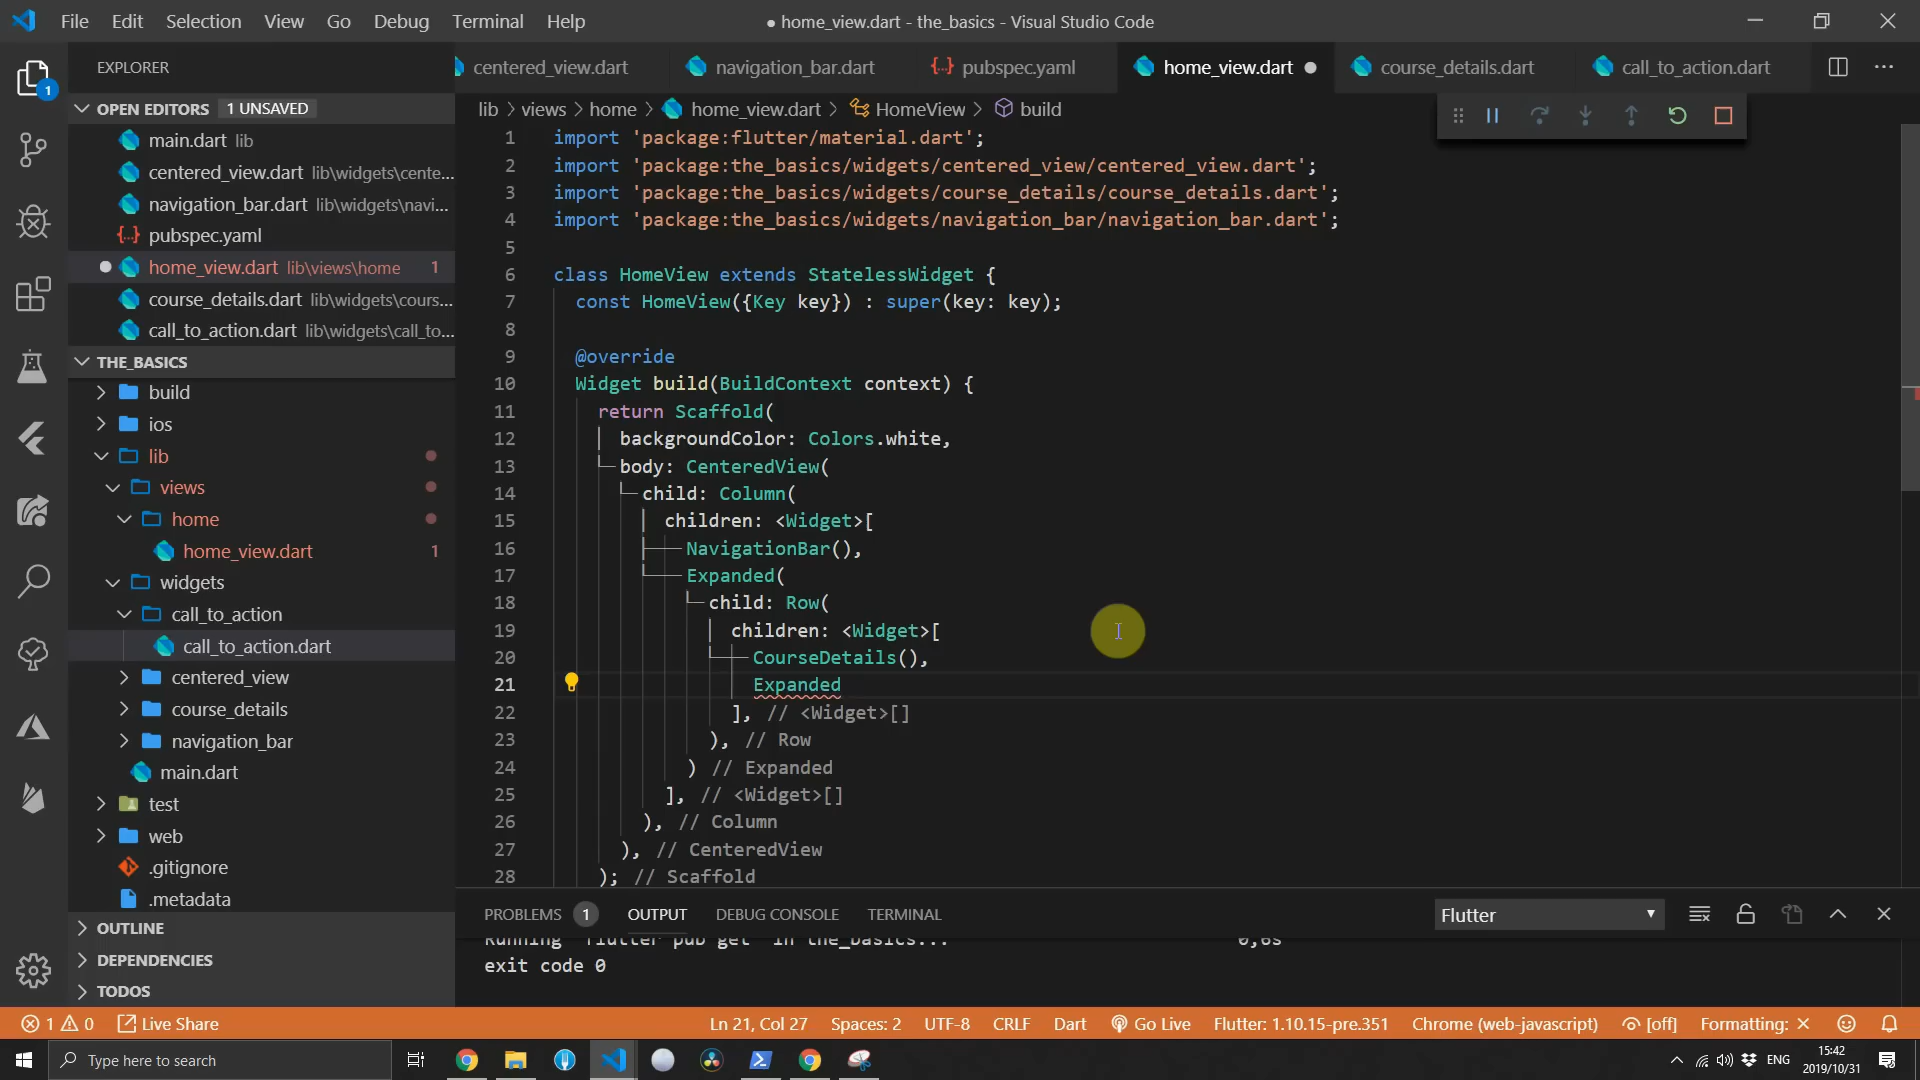 File Edit Selection View Go Debug Terminal Help
● home_view.dart - the_basics - Visual Studio Code
EXPLORER
OPEN EDITORS 1 UNSAVED
main.dart lib
centered_view.dart lib\widgets\cente...
navigation_bar.dart lib\widgets\navi...
pubspec.yaml
home_view.dart lib\views\home 1
course_details.dart lib\widgets\cours...
call_to_action.dart lib\widgets\call_to...
THE_BASICS
build
ios
lib
views
home
home_view.dart 1
widgets
call_to_action
call_to_action.dart
centered_view
course_details
navigation_bar
main.dart
test
web
.gitignore
.metadata
OUTLINE
DEPENDENCIES
TODOS
1
centered_view.dart navigation_bar.dart pubspec.yaml home_view.dart course_details.dart call_to_action.dart
lib > views > home > home_view.dart > HomeView > build
1 import 'package:flutter/material.dart';
2 import 'package:the_basics/widgets/centered_view/centered_view.dart';
3 import 'package:the_basics/widgets/course_details/course_details.dart';
4 import 'package:the_basics/widgets/navigation_bar/navigation_bar.dart';
5
6 class HomeView extends StatelessWidget {
7 const HomeView({Key key}) : super(key: key);
8
9 @override
10 Widget build(BuildContext context) {
11 return Scaffold(
12 backgroundColor: Colors.white,
13 body: CenteredView(
14 child: Column(
15 children: <Widget>[
16 NavigationBar(),
17 Expanded(
18 child: Row(
19 children: <Widget>[
20 CourseDetails(),
21 Expanded
22 ], // <Widget>[]
23 ), // Row
24 ) // Expanded
25 ], // <Widget>[]
26 ), // Column
27 ), // CenteredView
28 ); // Scaffold
PROBLEMS 1 OUTPUT DEBUG CONSOLE TERMINAL Flutter
Running "flutter pub get" in the_basics... 0,6s
exit code 0
1 0 Live Share Ln 21, Col 27 Spaces: 2 UTF-8 CRLF Dart Go Live Flutter: 1.10.15-pre.351 Chrome (web-javascript) [off] Formatting: ×
Type here to search
ENG
15:42
2019/10/31